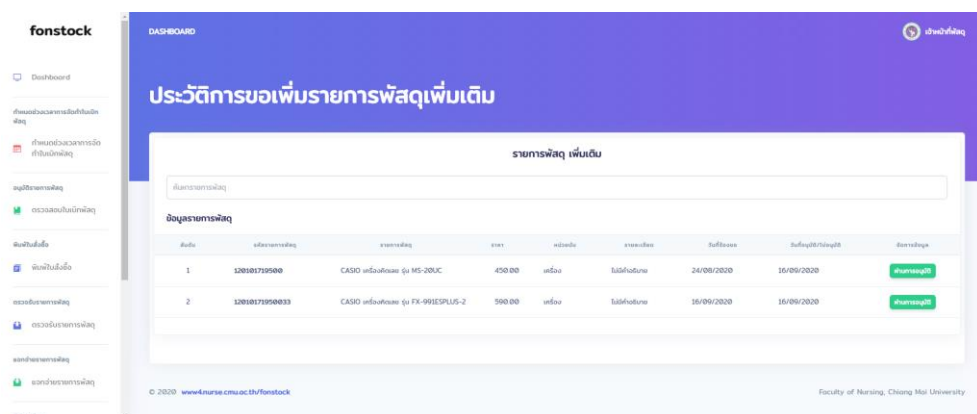 fonstock
DASHBOARD
เจ้าหน้าที่พัสดุ
Dashboard
กำหนดช่วงเวลาการจัดทำใบเบิก
พัสดุ
กำหนดช่วงเวลาการจัด
ทำใบเบิกพัสดุ
อนุมัติรายการพัสดุ
ตรวจสอบใบเบิกพัสดุ
พิมพ์ใบสั่งซื้อ
พิมพ์ใบสั่งซื้อ
ตรวจรับรายการพัสดุ
ตรวจรับรายการพัสดุ
แจกจ่ายรายการพัสดุ
แจกจ่ายรายการพัสดุ
ประวัติการขอเพิ่มรายการพัสดุเพิ่มเติม
รายการพัสดุ เพิ่มเติม
ค้นหารายการพัสดุ
ข้อมูลรายการพัสดุ
ลำดับ รหัสรายการพัสดุ รายการพัสดุ ราคา หน่วยนับ รายละเอียด วันที่ร้องขอ วันที่อนุมัติ/ไม่อนุมัติ จัดการข้อมูล
1 120101719500 CASIO เครื่องคิดเลข รุ่น MS-20UC 450.00 เครื่อง ไม่มีคำอธิบาย 24/08/2020 16/09/2020 ผ่านการอนุมัติ
2 12010171950033 CASIO เครื่องคิดเลข รุ่น FX-991ESPLUS-2 590.00 เครื่อง ไม่มีคำอธิบาย 16/09/2020 16/09/2020 ผ่านการอนุมัติ
© 2020 www4.nurse.cmu.ac.th/fonstock
Faculty of Nursing, Chiang Mai University